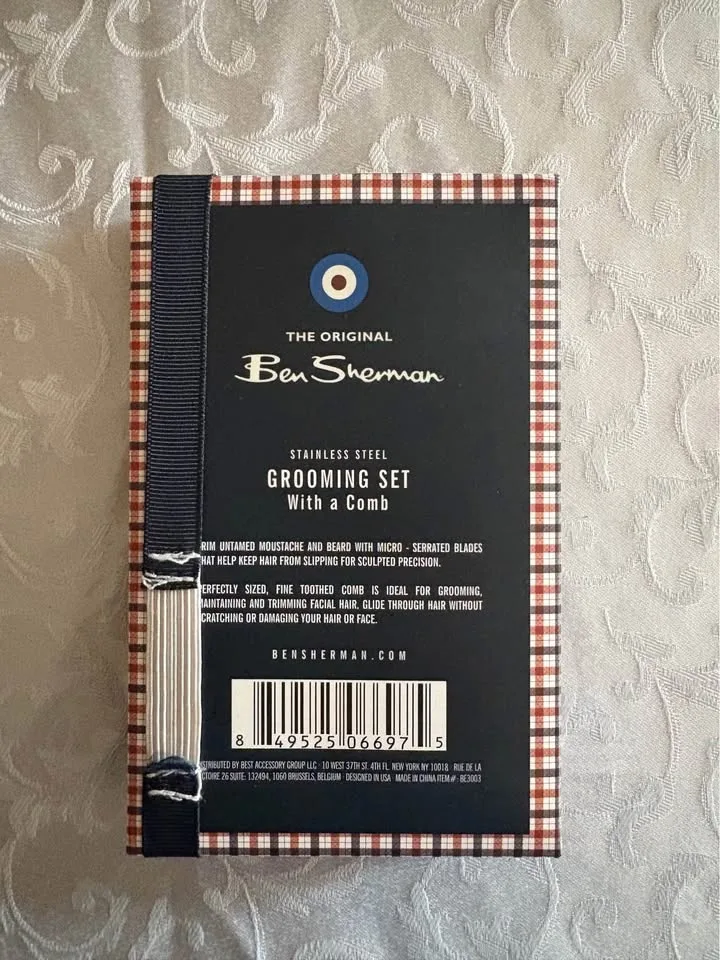 THE ORIGINAL
Ben Sherman
STAINLESS STEEL
GROOMING SET
With a Comb
RIM UNTAMED MOUSTACHE AND BEARD WITH MICRO - SERRATED BLADES
HAT HELP KEEP HAIR FROM SLIPPING FOR SCULPTED PRECISION.
ERFECTLY SIZED, FINE TOOTHED COMB IS IDEAL FOR GROOMING,
AINTAINING AND TRIMMING FACIAL HAIR. GLIDE THROUGH HAIR WITHOUT
CRATCHING OR DAMAGING YOUR HAIR OR FACE.
BENSHERMAN.COM
8 49525 06697 5
STRIBUTED BY BEST ACCESSORY GROUP LLC · 10 WEST 37TH ST. 4TH FL. NEW YORK NY 10018 · RUE DE LA
CTOIRE 26 SUITE: 132494, 1060 BRUSSELS, BELGIUM · DESIGNED IN USA · MADE IN CHINA ITEM#: BE3003